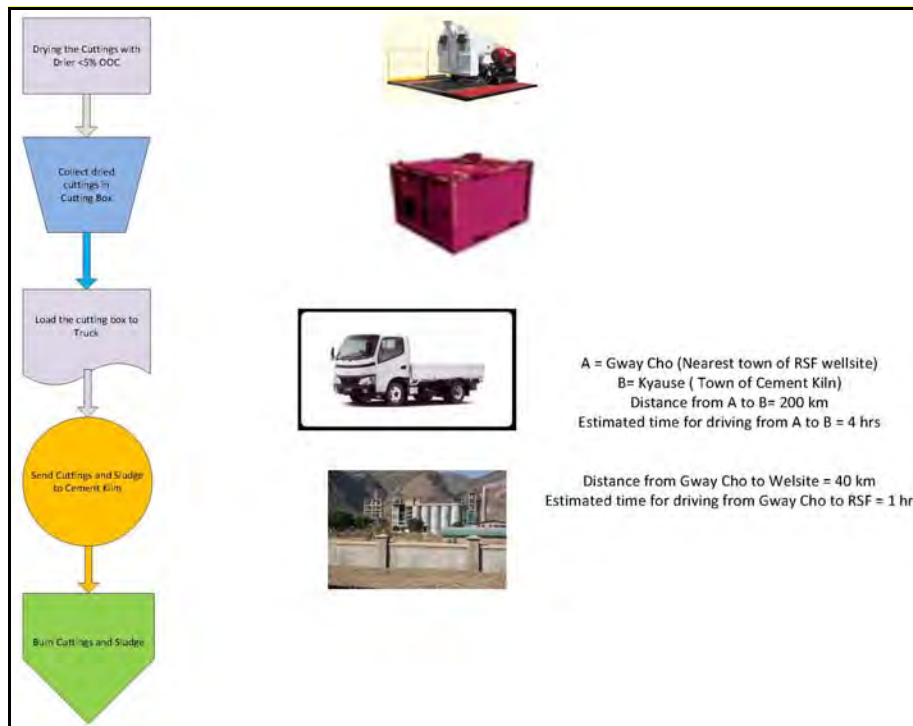 Drying the Cuttings with
Drier <5% OOC
Collect dried
cuttings in
Cutting Box
Load the cutting box to
Truck
Send Cuttings and Sludge
to Cement Kiln
Burn Cuttings and Sludge
A = Gway Cho (Nearest town of RSF wellsite)
B= Kyause ( Town of Cement Kiln)
Distance from A to B= 200 km
Estimated time for driving from A to B = 4 hrs
Distance from Gway Cho to Welsite = 40 km
Estimated time for driving from Gway Cho to RSF = 1 hr